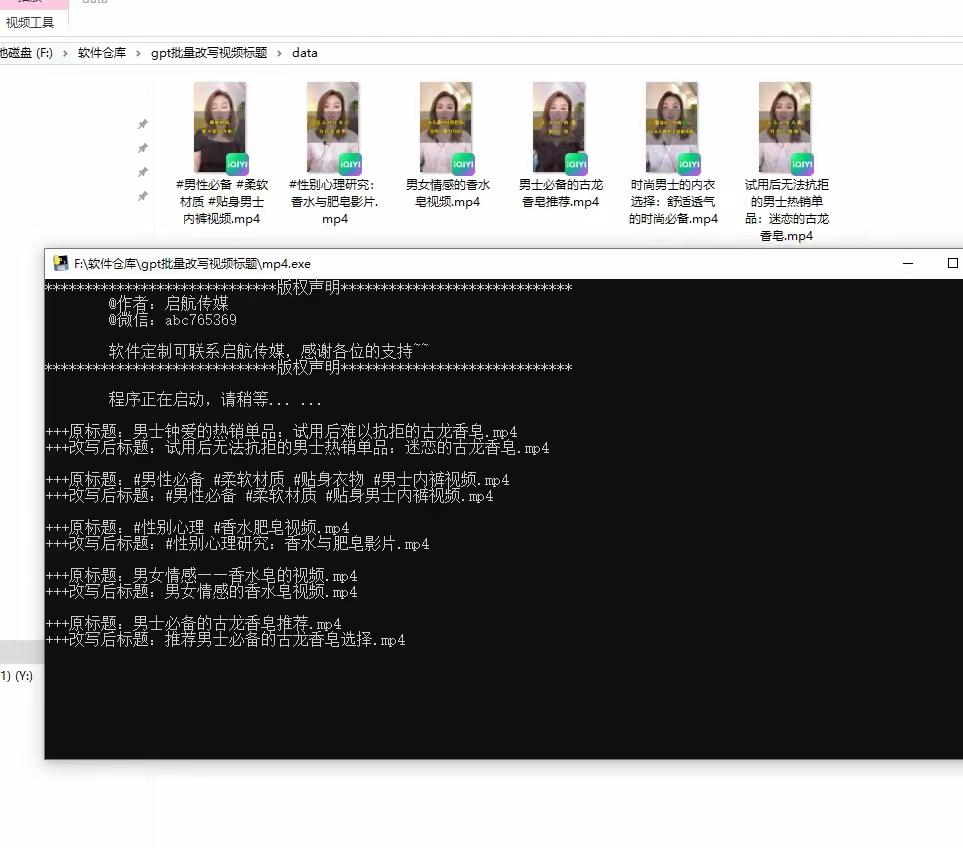 Data
视频工具
(F:) › 软件仓库 › gpt批量改写视频标题 › data
iQIYI
iQIYI
iQIYI
iQIYI
iQIYI
iQIYI
#男性必备 #柔软材质 #贴身男士内裤视频.mp4
#性别心理研究：香水与肥皂影片.mp4
男女情感的香水皂视频.mp4
男士必备的古龙香皂推荐.mp4
时尚男士的内衣选择：舒适透气的时尚必备.mp4
试用后无法抗拒的男士热销单品：迷恋的古龙香皂.mp4
F:\软件仓库\gpt批量改写视频标题\mp4.exe
*****************************版权声明*****************************
@作者：启航传媒
@微信：abc765369
软件定制可联系启航传媒，感谢各位的支持~~
*****************************版权声明*****************************
程序正在启动，请稍等... ...
+++原标题：男士钟爱的热销单品：试用后难以抗拒的古龙香皂.mp4
+++改写后标题：试用后无法抗拒的男士热销单品：迷恋的古龙香皂.mp4
+++原标题：#男性必备 #柔软材质 #贴身衣物 #男士内裤视频.mp4
+++改写后标题：#男性必备 #柔软材质 #贴身男士内裤视频.mp4
+++原标题：#性别心理 #香水肥皂视频.mp4
+++改写后标题：#性别心理研究：香水与肥皂影片.mp4
+++原标题：男女情感——香水皂的视频.mp4
+++改写后标题：男女情感的香水皂视频.mp4
+++原标题：男士必备的古龙香皂推荐.mp4
+++改写后标题：推荐男士必备的古龙香皂选择.mp4
1) (Y:)